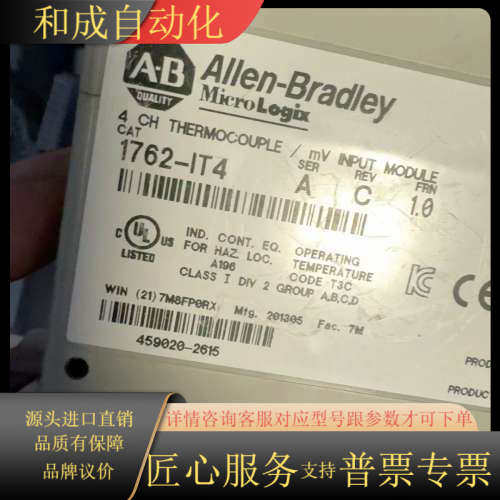 和成自动化
A-B
QUALITY
Allen-Bradley
MicroLogix
4 CH THERMOCOUPLE / mV INPUT MODULE
CAT SER REV FRN
1762-IT4 A C 1.0
C UL US
LISTED
IND. CONT. EQ.
FOR HAZ. LOC.
A196
OPERATING
TEMPERATURE
CODE T3C
CLASS I DIV 2 GROUP A,B,C,D
WIN (21)7M8FP0RX Mfg. 201305 Fac. 7M
459020-2615
PROD
PRODUCT
源头进口直销
品质有保障
品牌议价
详情咨询客服对应型号跟参数才可下单
匠心服务 支持 普票专票